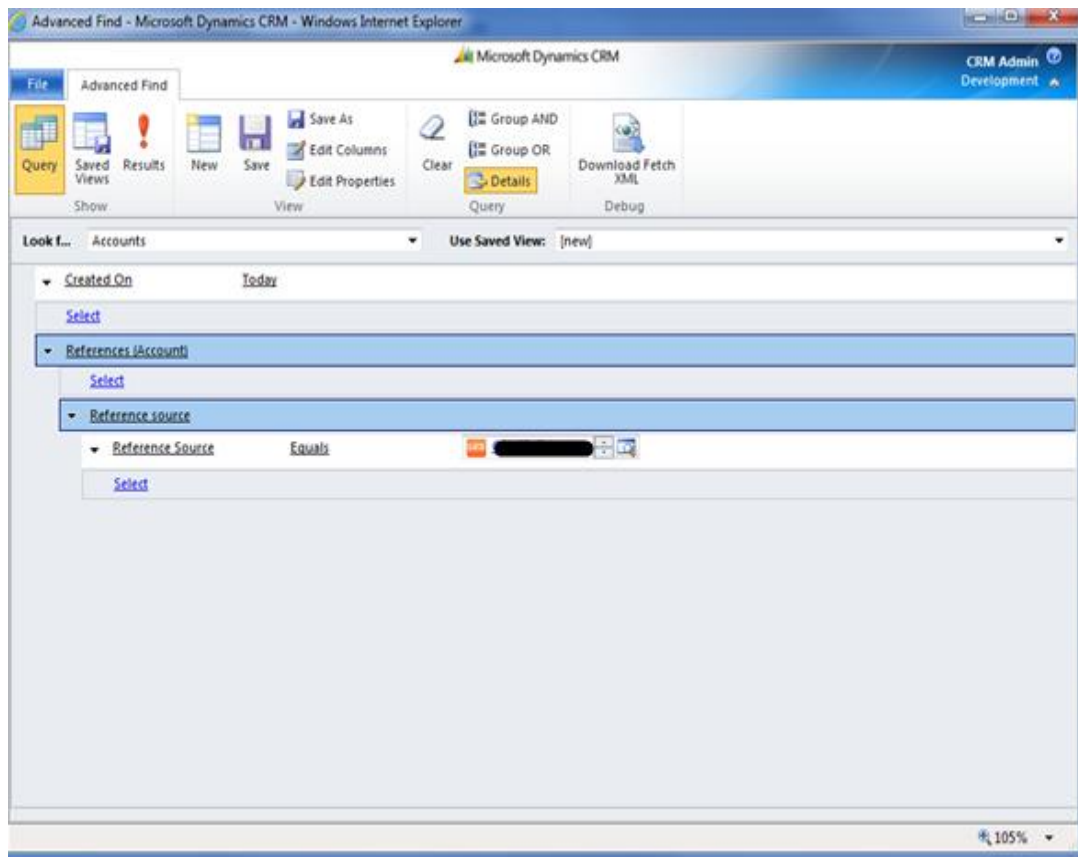 Advanced Find - Microsoft Dynamics CRM - Windows Internet Explorer
Microsoft Dynamics CRM
CRM Admin
Development
File Advanced Find
Query
Saved Views
Results
New
Save
Save As
Edit Columns
Edit Properties
Clear
Group AND
Group OR
Details
Download Fetch XML
Show View Query Debug
Look f... Accounts Use Saved View: [new]
Created On Today
Select
References (Account)
Select
Reference source
Reference Source Equals
Select
105%